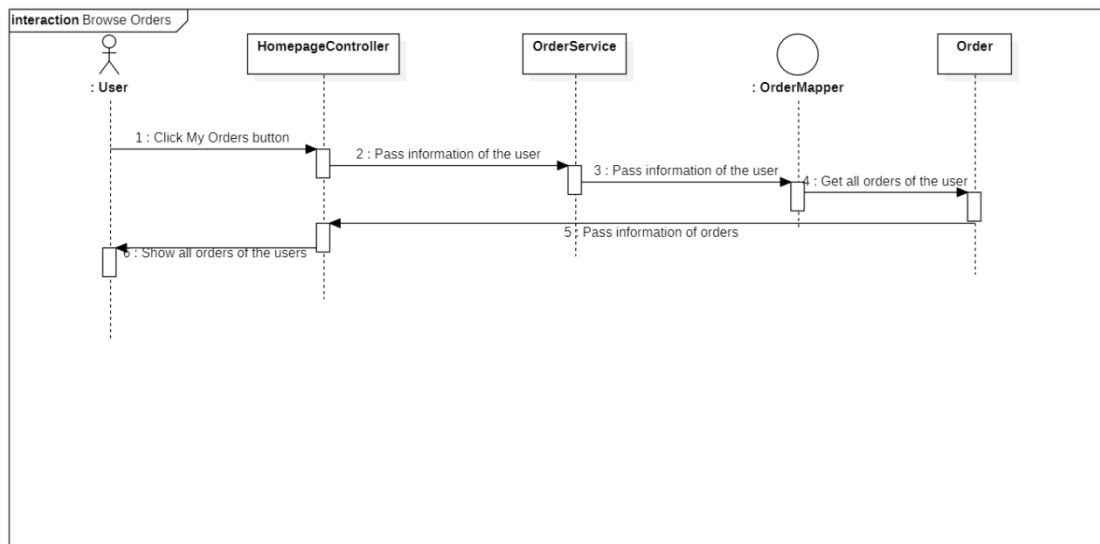 interaction Browse Orders
HomepageController
OrderService
Order
: User
: OrderMapper
1 : Click My Orders button
2 : Pass information of the user
3 : Pass information of the user
4 : Get all orders of the user
5 : Pass information of orders
6 : Show all orders of the users